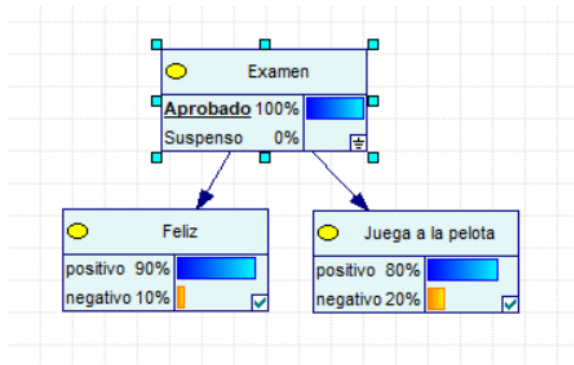 Examen
Aprobado 100%
Suspenso 0%
Feliz
positivo 90%
negativo 10%
Juega a la pelota
positivo 80%
negativo 20%